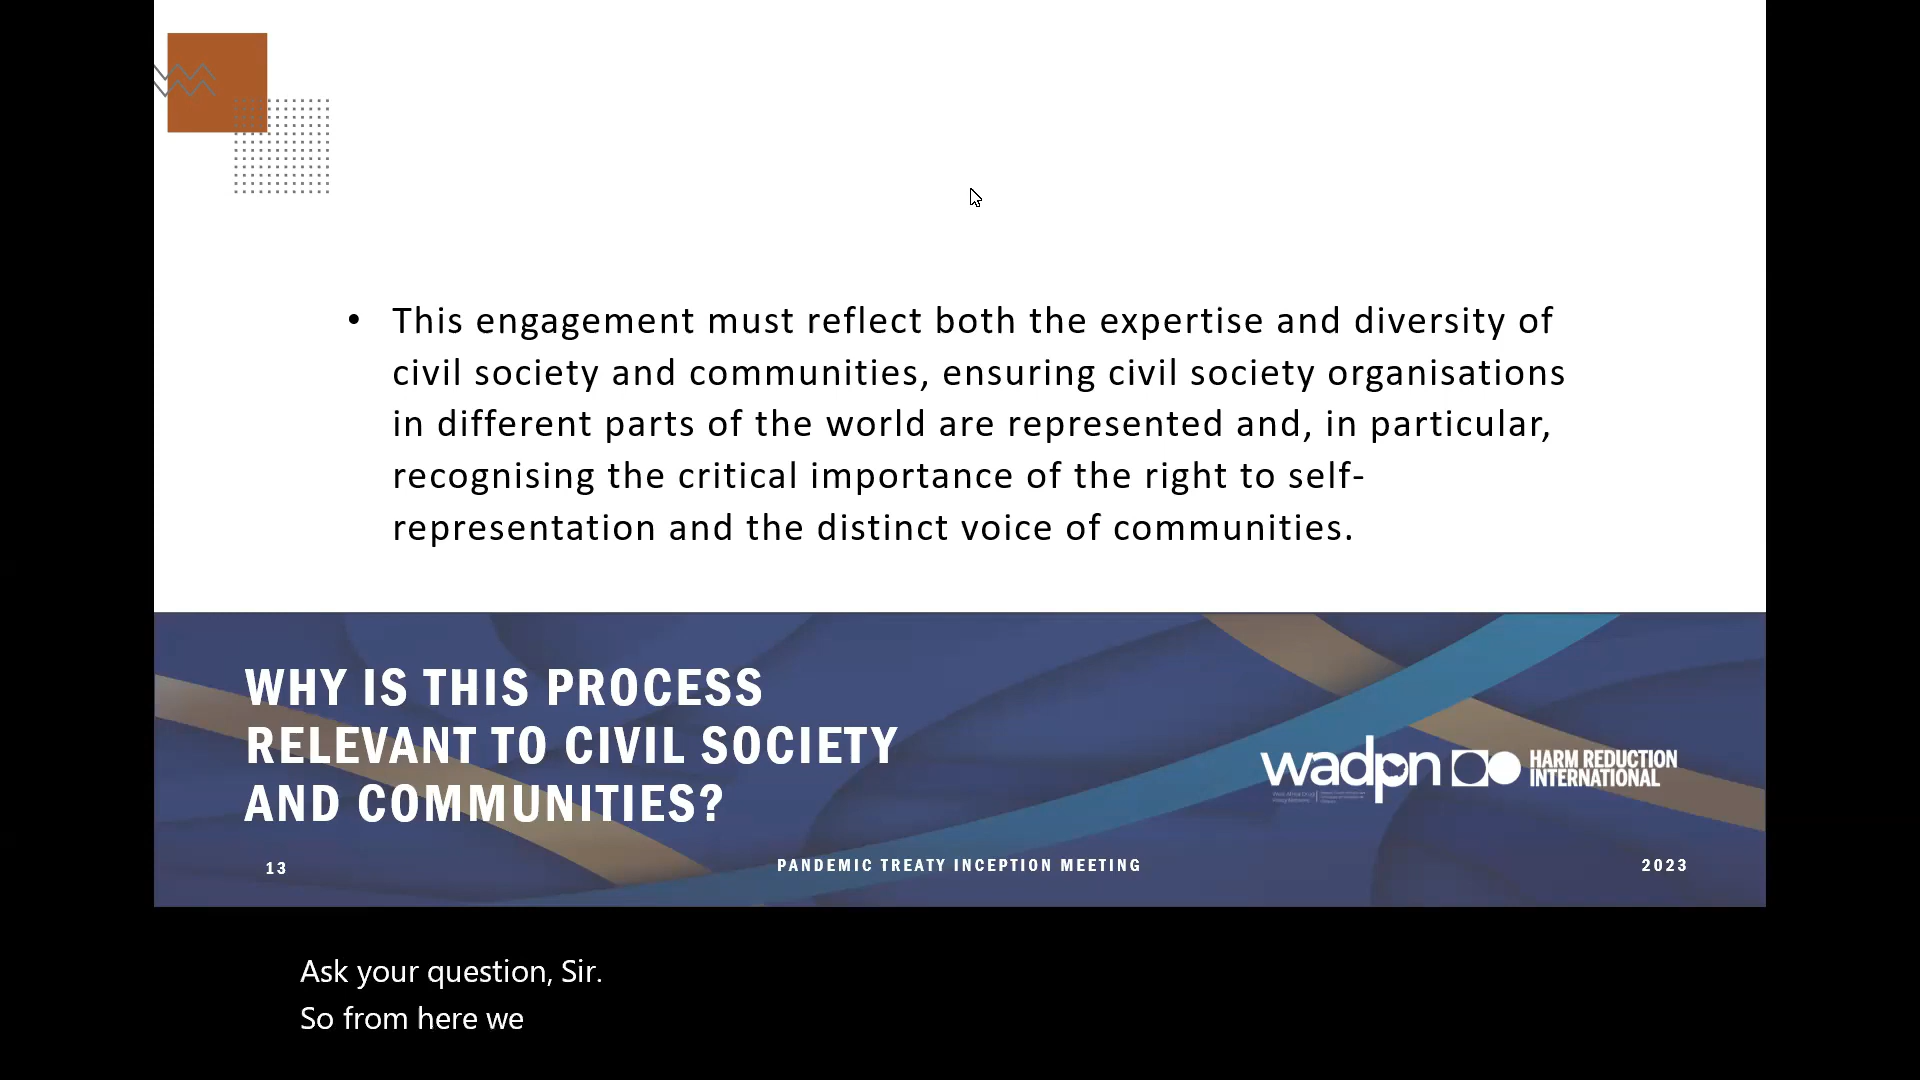 • This engagement must reflect both the expertise and diversity of
civil society and communities, ensuring civil society organisations
in different parts of the world are represented and, in particular,
recognising the critical importance of the right to self-
representation and the distinct voice of communities.
WHY IS THIS PROCESS
RELEVANT TO CIVIL SOCIETY
AND COMMUNITIES?
wadpn
HARM REDUCTION
INTERNATIONAL
13
PANDEMIC TREATY INCEPTION MEETING
2023
Ask your question, Sir.
So from here we